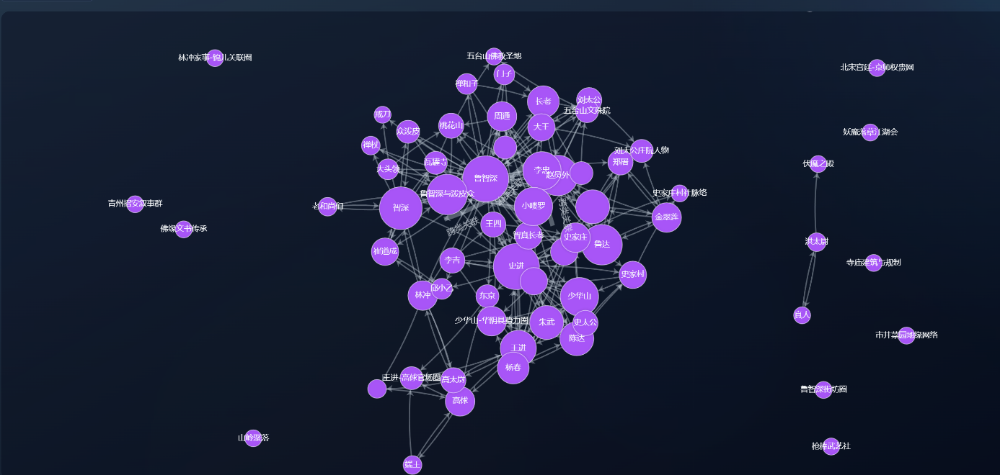 林冲家事-锦儿关联圈
五台山佛教圣地
北宋宫廷-京师权贵网
门子
禅和子
长老
刘太公
五台山文殊院
戒刀
周通
桃花山
大王
众泼皮
妖魔落草江湖会
禅杖
刘太公庄院人物
瓦罐寺
郑屠
伏魔之殿
大头领
李忠
赵员外
鲁智深
鲁智深与泼皮众
史家庄村社脉络
青州招安叙事群
老和尚们
智深
小喽罗
金翠莲
跨类关联
佛缘文书传承
王四
智真长老
史家庄
鲁达
洪太尉
崔道成
李吉
史进
寺庙建筑与规制
史家村
邱小乙
林冲
东京
少华山
真人
少华山-华阴县势力圈
朱武
史太公
陈达
市井菜园地缘网络
王进
杨春
王进-高俅官场圈
高太尉
鲁智深街坊圈
高俅
山岭聚落
枪棒武艺社
端王